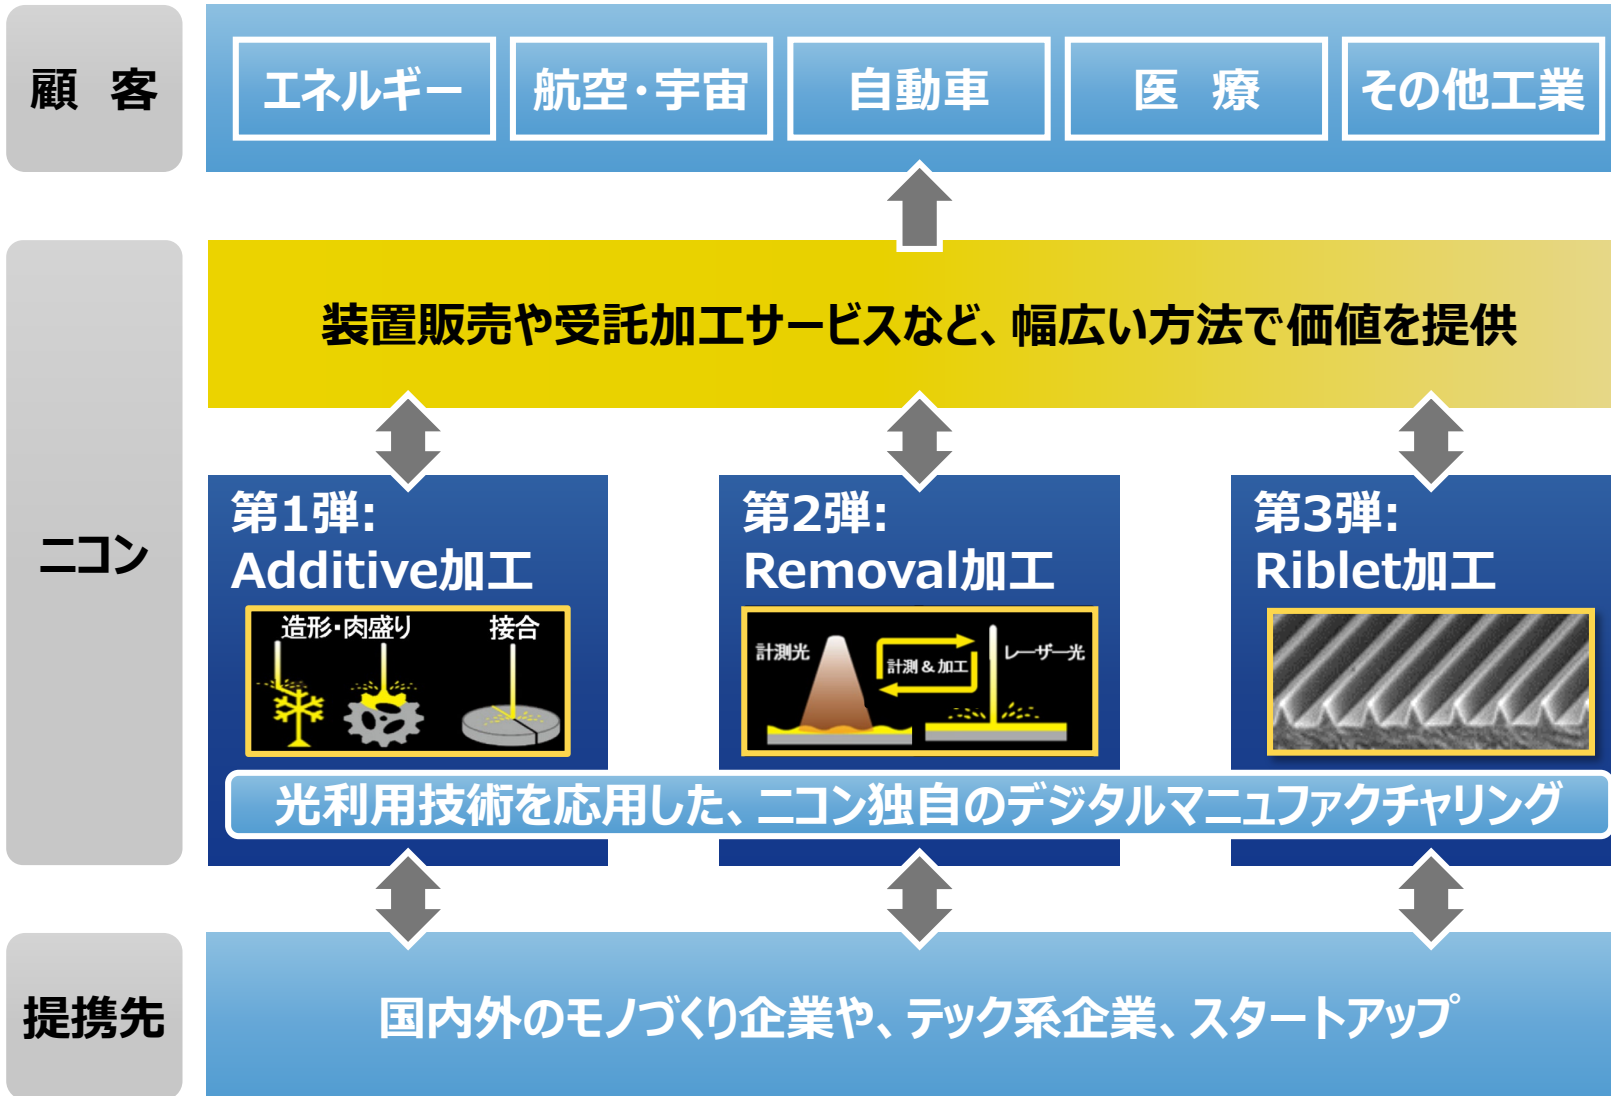 顧 客
エネルギー
航空・宇宙
自動車
医 療
その他工業
ニコン
装置販売や受託加工サービスなど、幅広い方法で価値を提供
第1弾:
Additive加工
造形・肉盛り
接合
第2弾:
Removal加工
計測光
計測 & 加工
レーザー光
第3弾:
Riblet加工
光利用技術を応用した、ニコン独自のデジタルマニュファクチャリング
提携先
国内外のモノづくり企業や、テック系企業、スタートアップ